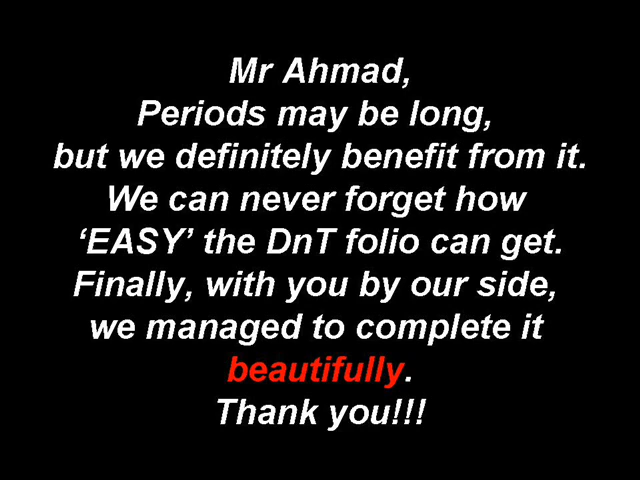 Mr Ahmad,
Periods may be long,
but we definitely benefit from it.
We can never forget how
‘EASY’ the DnT folio can get.
Finally, with you by our side,
we managed to complete it
beautifully.
Thank you!!!